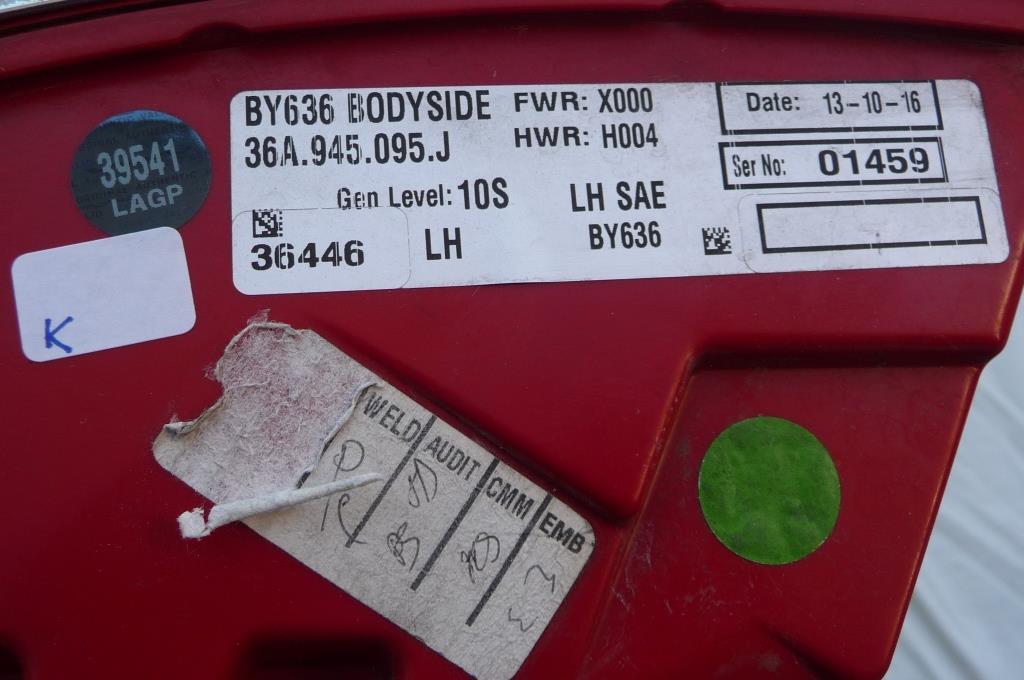 BY636 BODYSIDE
36A.945.095.J
FWR: X000
HWR: H004
Date: 13-10-16
Ser No: 01459
Gen Level: 10S
LH SAE
36446
LH
BY636
39541
LAGP
K
WELD
AUDIT
CMM
EMB